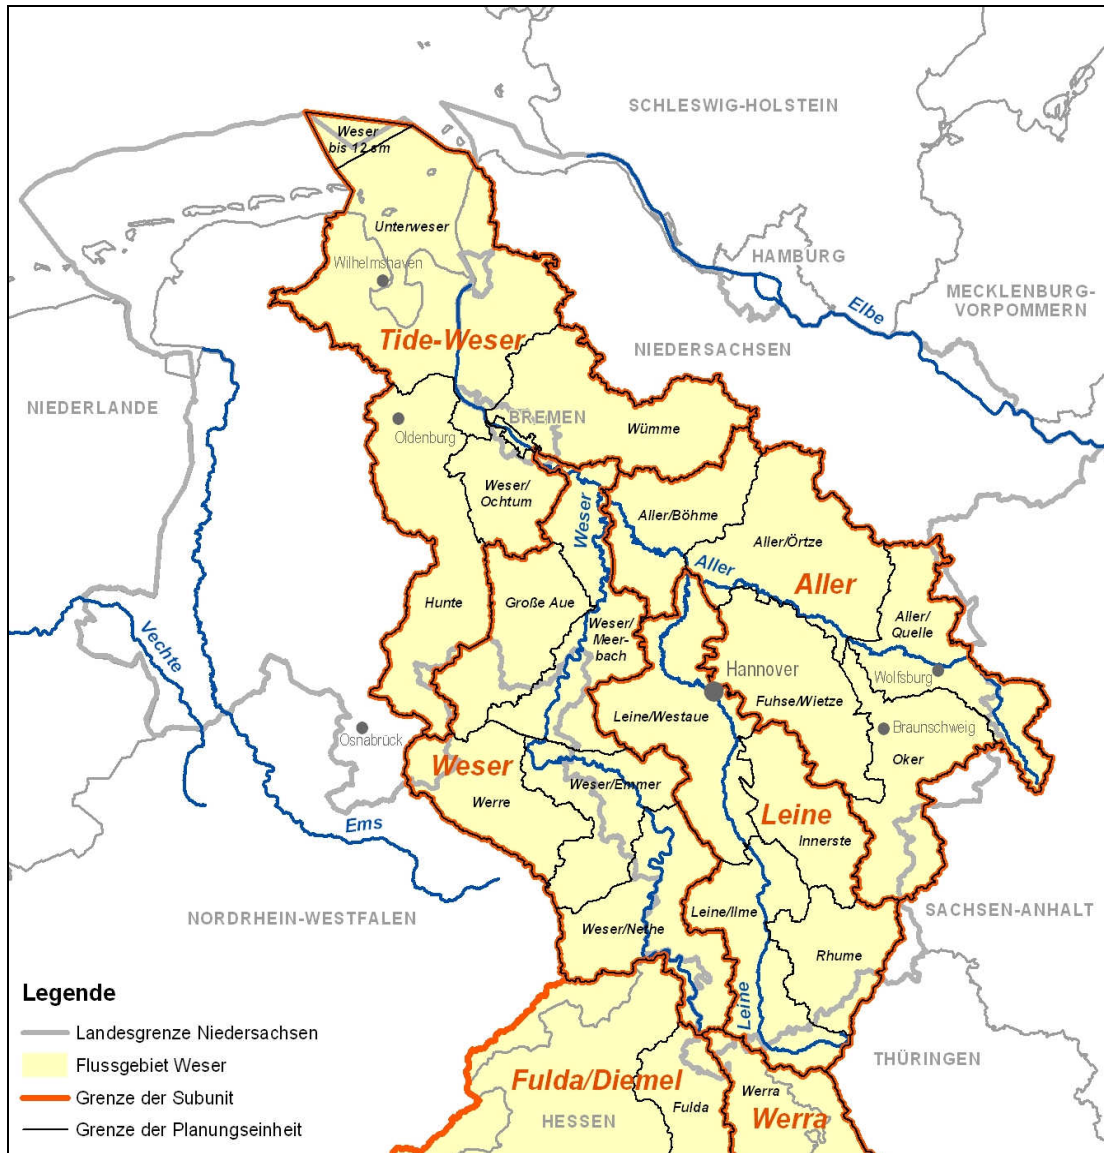 SCHLESWIG-HOLSTEIN
Weser
bis 12 sm
Unterweser
HAMBURG
Wilhelmshaven
MECKLENBURG-
VORPOMMERN
Elbe
Tide-Weser
NIEDERSACHSEN
NIEDERLANDE
BREMEN
Oldenburg
Wümme
Weser/
Ochtum
Weser
Aller/Böhme
Aller/Örtze
Aller
Aller
Hunte
Große Aue
Aller/
Quelle
Weser/
Meer-
bach
Vechte
Hannover
Wolfsburg
Fuhse/Wietze
Leine/Westaue
Braunschweig
Osnabrück
Oker
Weser
Weser/Emmer
Werre
Leine
Ems
Innerste
NORDRHEIN-WESTFALEN
Leine/Ilme
SACHSEN-ANHALT
Weser/Nethe
Rhume
Leine
Legende
Landesgrenze Niedersachsen
Flussgebiet Weser
Grenze der Subunit
Grenze der Planungseinheit
THÜRINGEN
Fulda/Diemel
Werra
Fulda
HESSEN
Werra